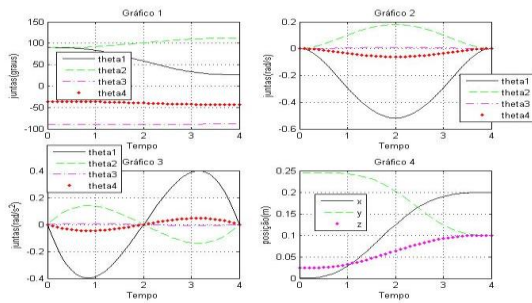 Gráfico 1
juntas(graus)
150
100
50
0
-50
-100
0
1
2
3
4
Tempo
theta1
theta2
theta3
theta4
Gráfico 2
juntas(rad/s)
0.2
0
-0.2
-0.4
-0.6
0
1
2
3
4
Tempo
theta1
theta2
theta3
theta4
Gráfico 3
juntas(rad/s²)
0.4
0.2
0
-0.2
-0.4
0
1
2
3
4
Tempo
theta1
theta2
theta3
theta4
Gráfico 4
posição(m)
0.25
0.2
0.15
0.1
0.05
0
0
1
2
3
4
Tempo
x
y
z